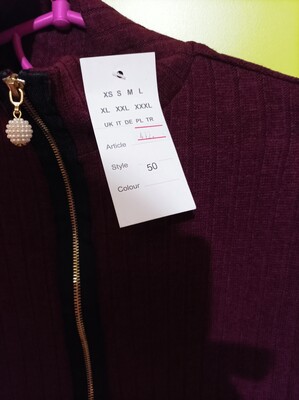 XS S M L
XL XXL XXXL
UK IT DE PL TR
Article
Style 50
Colour